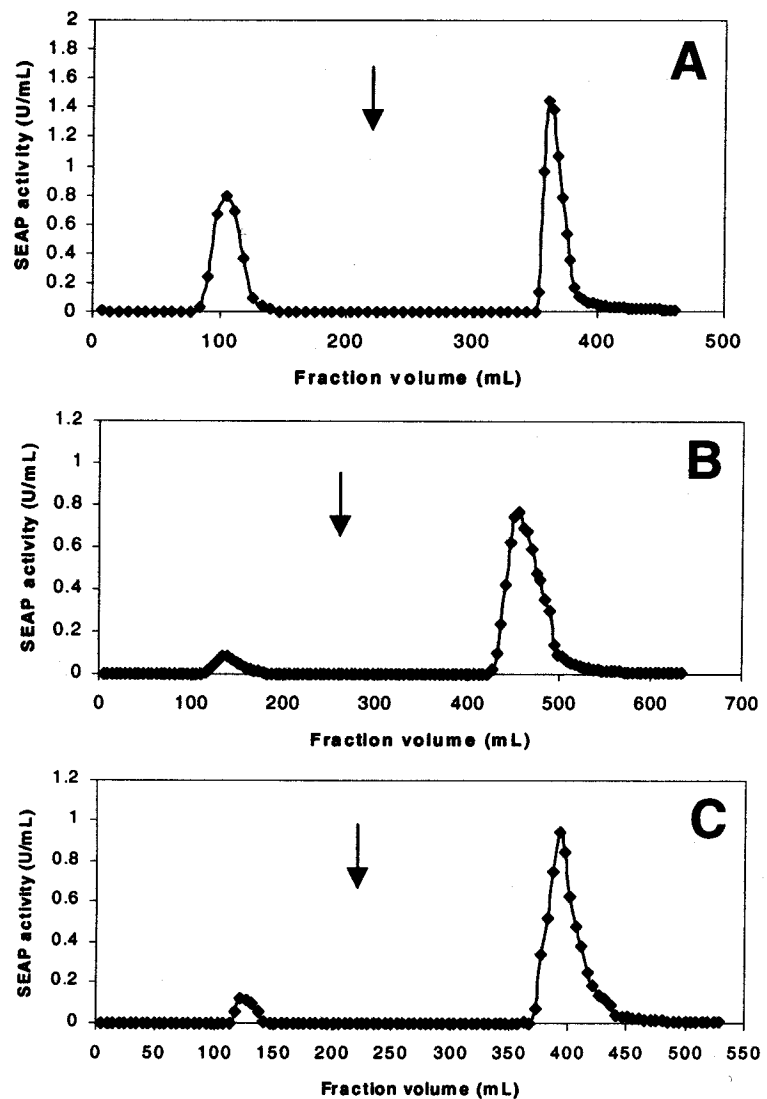 A
SEAP activity (U/mL)
2
1.8
1.6
1.4
1.2
1
0.8
0.6
0.4
0.2
0
0 100 200 300 400 500
Fraction volume (mL)
B
SEAP activity (U/mL)
1.2
1
0.8
0.6
0.4
0.2
0
0 100 200 300 400 500 600 700
Fraction volume (mL)
C
SEAP activity (U/mL)
1.2
1
0.8
0.6
0.4
0.2
0
0 50 100 150 200 250 300 350 400 450 500 550
Fraction volume (mL)